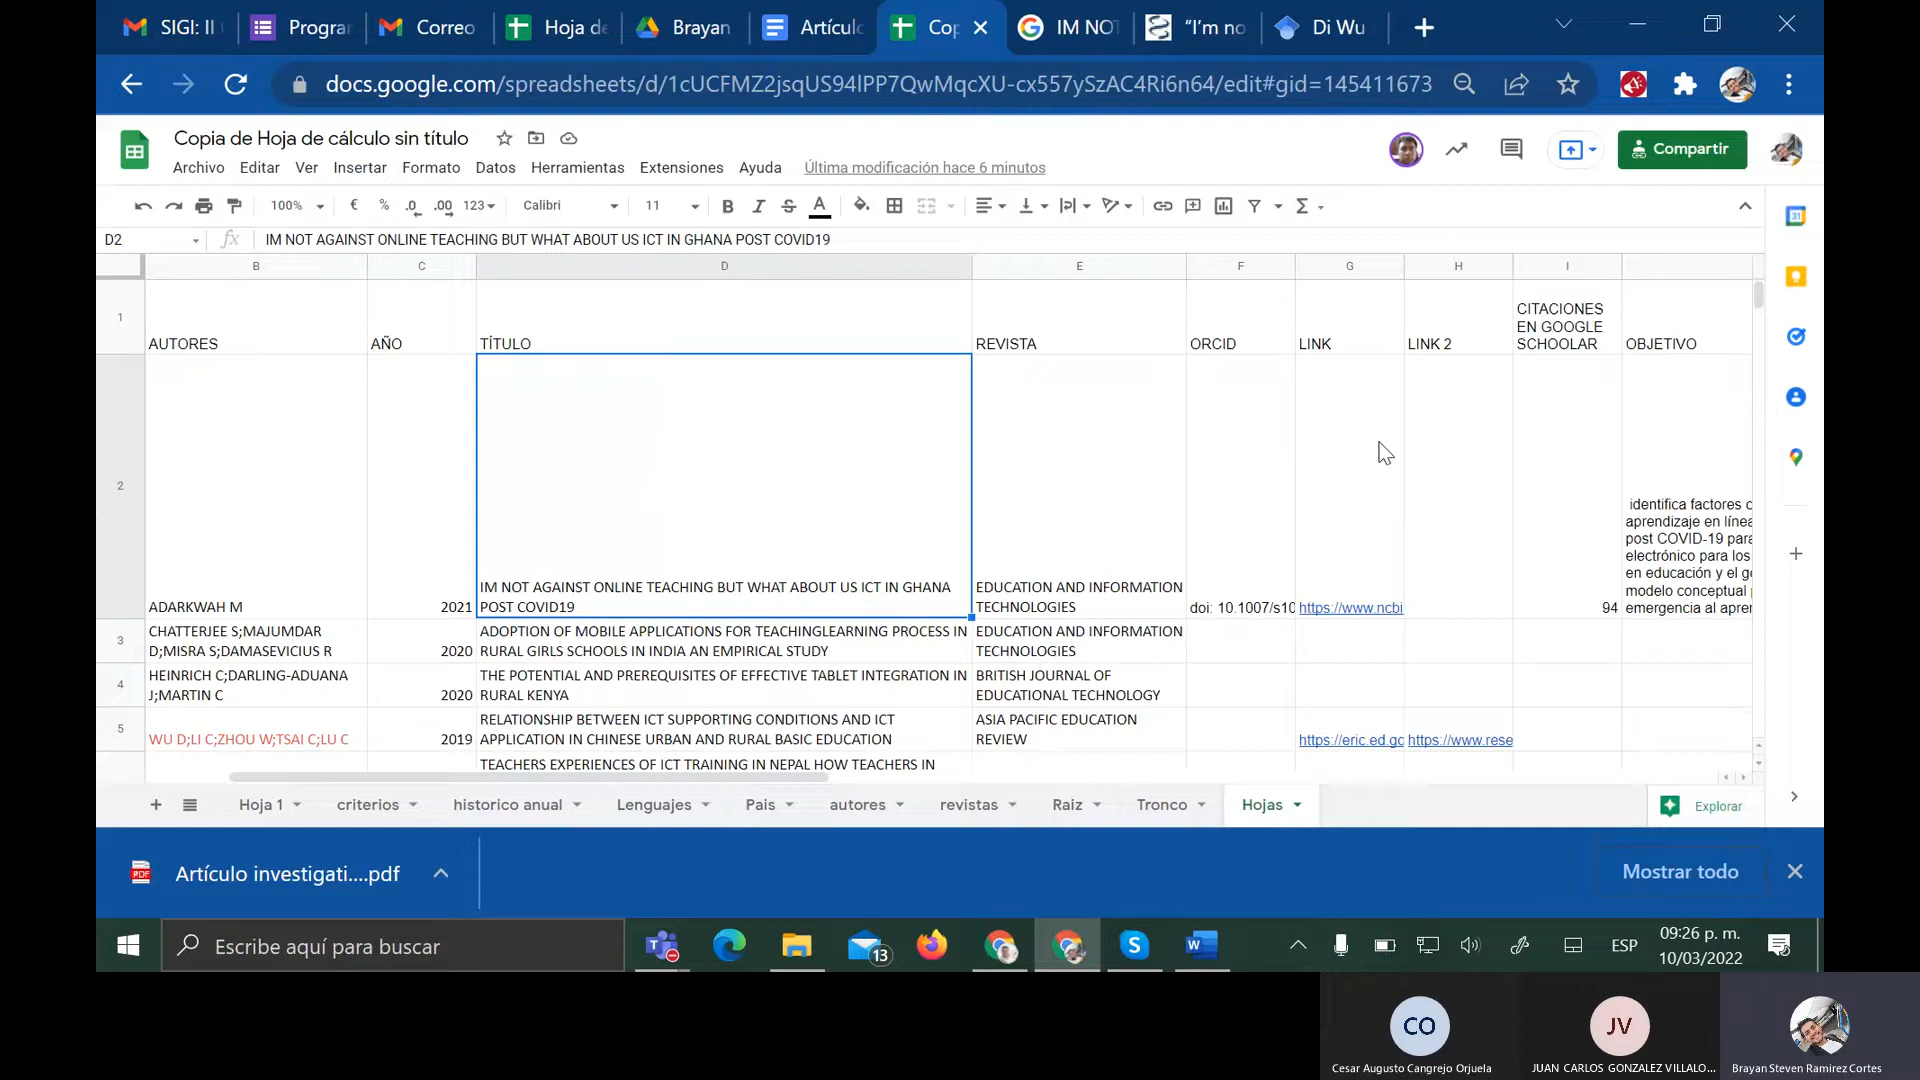 SIGI: II
Progra
Correo
Hoja de
Brayan
Artícul
Cop
IM NOT
“I'm no
Di Wu
docs.google.com/spreadsheets/d/1cUCFMZ2jsqUS94lPP7QwMqcXU-cx557ySzAC4Ri6n64/edit#gid=145411673
Copia de Hoja de cálculo sin título
Compartir
Archivo Editar Ver Insertar Formato Datos Herramientas Extensiones Ayuda Última modificación hace 6 minutos
100% € % .0 .00 123 Calibri 11 B I S A Σ
31
D2 fx IM NOT AGAINST ONLINE TEACHING BUT WHAT ABOUT US ICT IN GHANA POST COVID19
B C D E F G H I
1
AUTORES
AÑO
TÍTULO
REVISTA
ORCID
LINK
LINK 2
CITACIONES
EN GOOGLE
SCHOOLAR
OBJETIVO
2
ADARKWAH M
2021
IM NOT AGAINST ONLINE TEACHING BUT WHAT ABOUT US ICT IN GHANA
POST COVID19
EDUCATION AND INFORMATION
TECHNOLOGIES
doi: 10.1007/s10
https://www.ncbi
94
identifica factores c
aprendizaje en línea
post COVID-19 para
electrónico para los
en educación y el go
modelo conceptual p
emergencia al apren
3
CHATTERJEE S;MAJUMDAR
D;MISRA S;DAMASEVICIUS R
2020
ADOPTION OF MOBILE APPLICATIONS FOR TEACHINGLEARNING PROCESS IN
RURAL GIRLS SCHOOLS IN INDIA AN EMPIRICAL STUDY
EDUCATION AND INFORMATION
TECHNOLOGIES
4
HEINRICH C;DARLING-ADUANA
J;MARTIN C
2020
THE POTENTIAL AND PREREQUISITES OF EFFECTIVE TABLET INTEGRATION IN
RURAL KENYA
BRITISH JOURNAL OF
EDUCATIONAL TECHNOLOGY
5
WU D;LI C;ZHOU W;TSAI C;LU C
2019
RELATIONSHIP BETWEEN ICT SUPPORTING CONDITIONS AND ICT
APPLICATION IN CHINESE URBAN AND RURAL BASIC EDUCATION
ASIA PACIFIC EDUCATION
REVIEW
https://eric.ed.gc
https://www.rese
TEACHERS EXPERIENCES OF ICT TRAINING IN NEPAL HOW TEACHERS IN
Hoja 1 criterios historico anual Lenguajes Pais autores revistas Raiz Tronco Hojas Explorar
PDF Artículo investigati....pdf
Mostrar todo
Escribe aquí para buscar
13
ESP
09:26 p. m.
10/03/2022
CO
JV
Cesar Augusto Cangrejo Orjuela
JUAN CARLOS GONZALEZ VILLALO...
Brayan Steven Ramirez Cortes